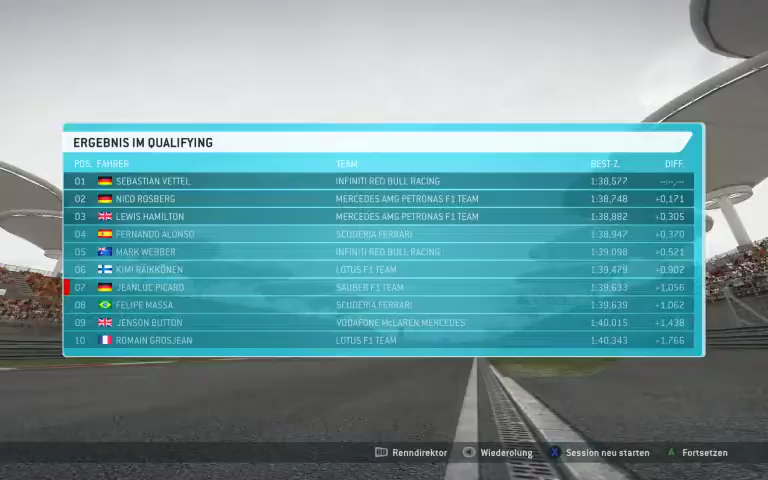 ERGEBNIS IM QUALIFYING
POS. FAHRER TEAM BEST-Z. DIFF.
01 SEBASTIAN VETTEL INFINITI RED BULL RACING 1:38,577 --:--,---
02 NICO ROSBERG MERCEDES AMG PETRONAS F1 TEAM 1:38,748 +0,171
03 LEWIS HAMILTON MERCEDES AMG PETRONAS F1 TEAM 1:38,882 +0,305
04 FERNANDO ALONSO SCUDERIA FERRARI 1:38,947 +0,370
05 MARK WEBBER INFINITI RED BULL RACING 1:39,098 +0,521
06 KIMI RÄIKKÖNEN LOTUS F1 TEAM 1:39,479 +0,902
07 JEANLUC PICARD SAUBER F1 TEAM 1:39,633 +1,056
08 FELIPE MASSA SCUDERIA FERRARI 1:39,639 +1,062
09 JENSON BUTTON VODAFONE McLAREN MERCEDES 1:40,015 +1,438
10 ROMAIN GROSJEAN LOTUS F1 TEAM 1:40,343 +1,766
Renndirektor Wiederolung X Session neu starten A Fortsetzen